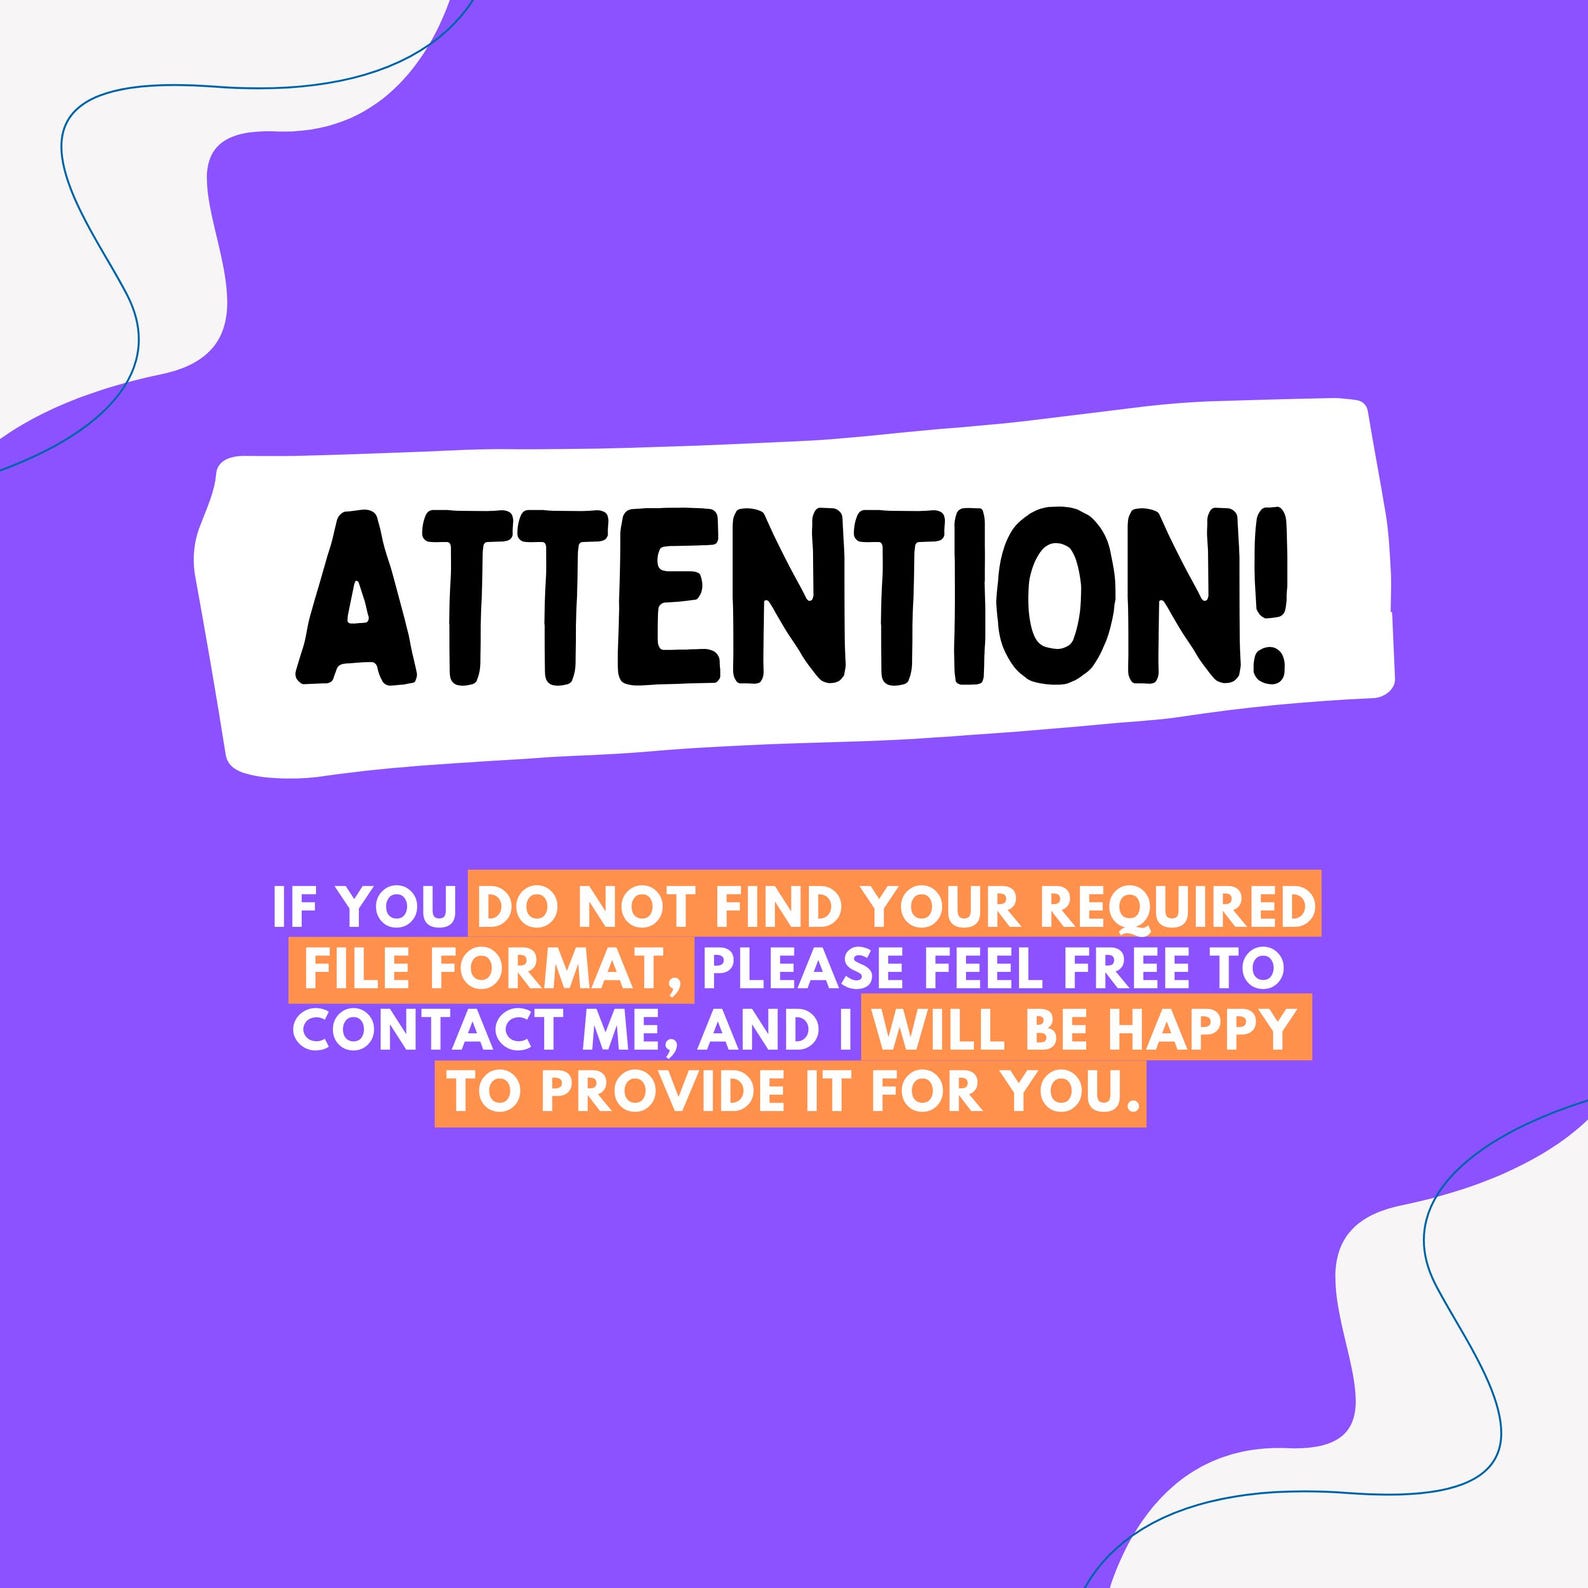 ATTENTION!
IF YOU DO NOT FIND YOUR REQUIRED
FILE FORMAT, PLEASE FEEL FREE TO
CONTACT ME, AND I WILL BE HAPPY
TO PROVIDE IT FOR YOU.